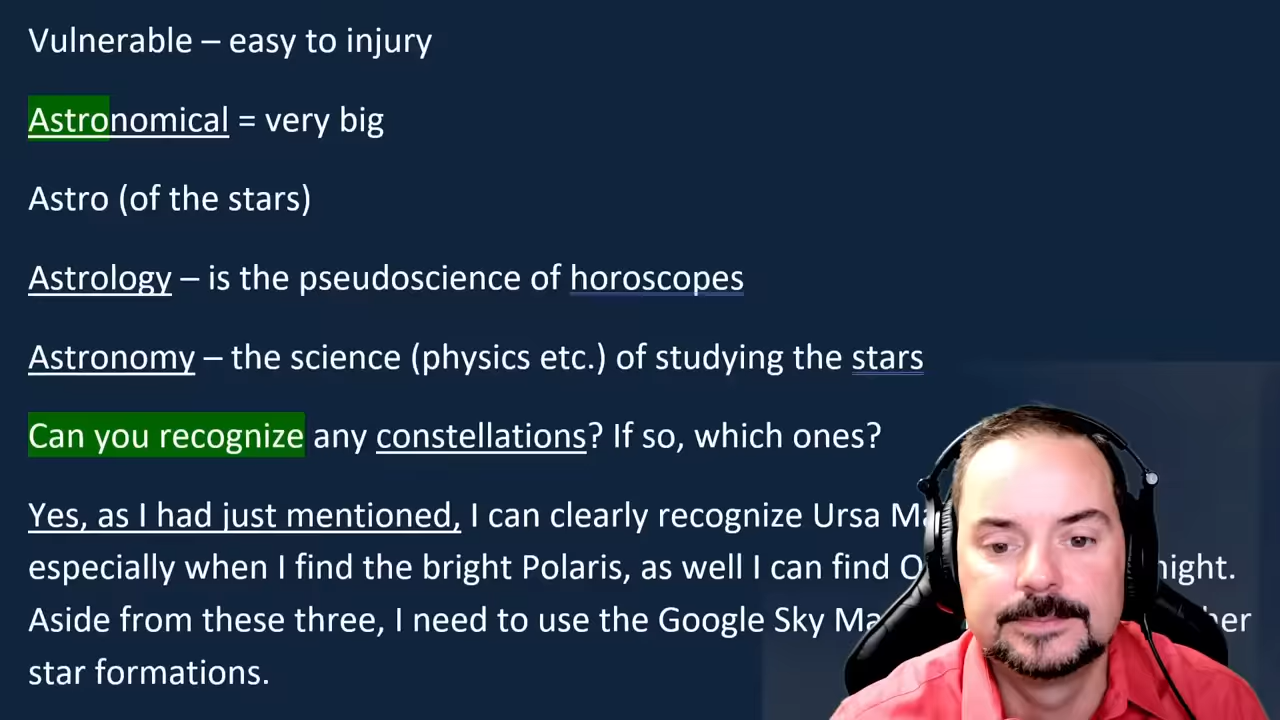 Vulnerable – easy to injury
Astronomical = very big
Astro (of the stars)
Astrology – is the pseudoscience of horoscopes
Astronomy – the science (physics etc.) of studying the stars
Can you recognize any constellations? If so, which ones?
Yes, as I had just mentioned, I can clearly recognize Ursa
especially when I find the bright Polaris, as well I can find night.
Aside from these three, I need to use the Google Sky
star formations.